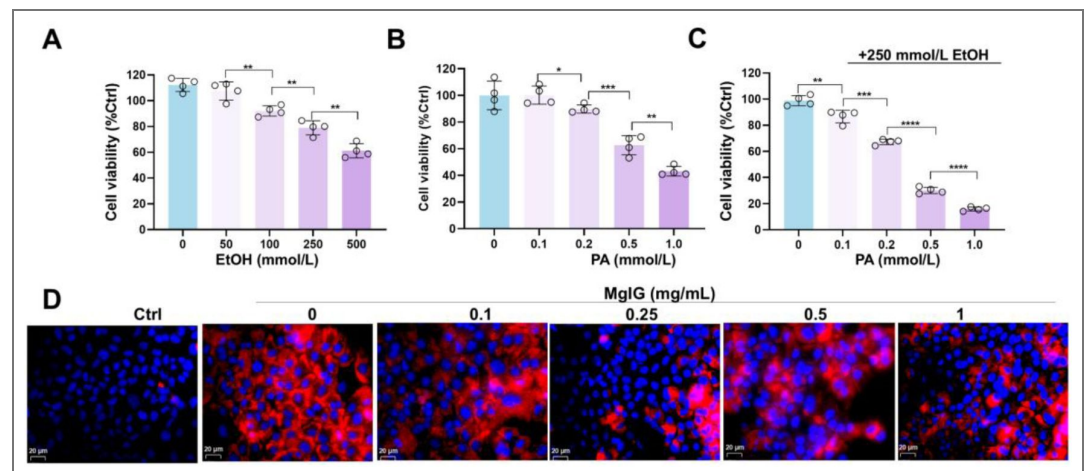 A
B
C
+250 mmol/L EtOH
Cell viability (%Ctrl)
120
100
80
60
40
20
0
** ** **
0 50 100 250 500
EtOH (mmol/L)
Cell viability (%Ctrl)
120
100
80
60
40
20
0
* *** **
0 0.1 0.2 0.5 1.0
PA (mmol/L)
Cell viability (%Ctrl)
120
100
80
60
40
20
0
** *** **** ****
0 0.1 0.2 0.5 1.0
PA (mmol/L)
D
MgIG (mg/mL)
Ctrl 0 0.1 0.25 0.5 1
20 μm 20 μm 20 μm 20 μm 20 μm 20 μm